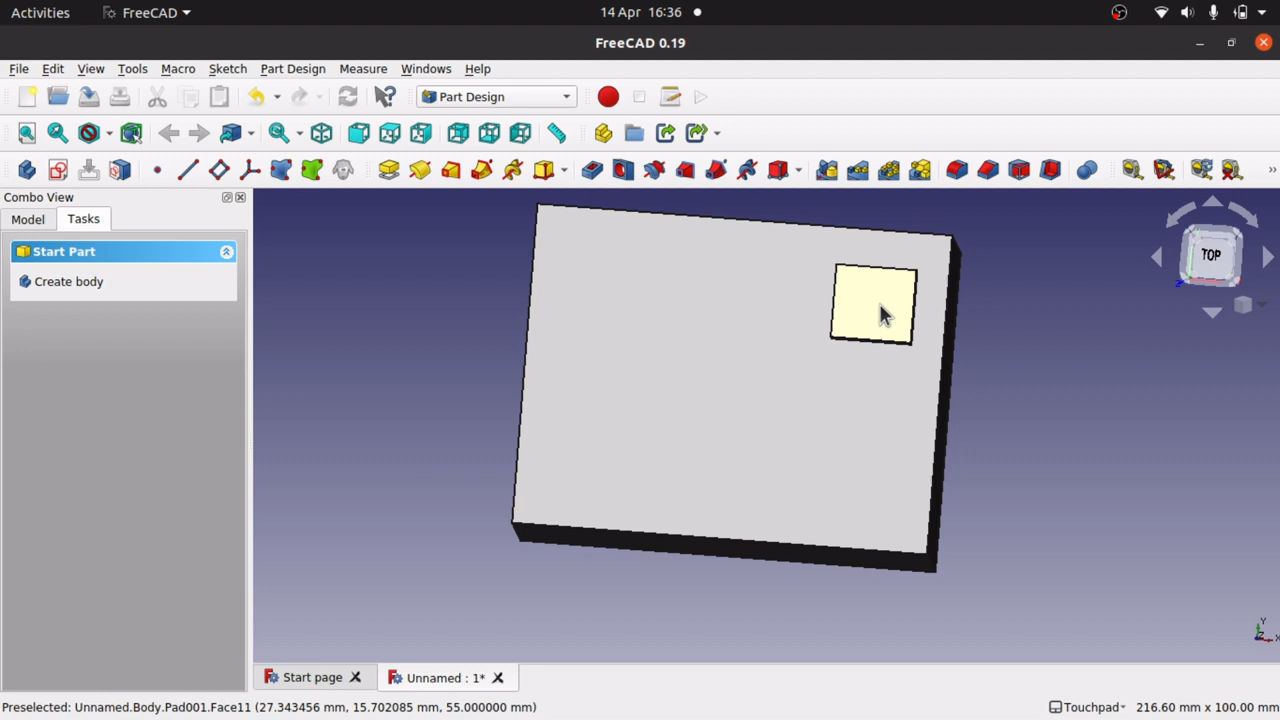 Activities FreeCAD 14 Apr 16:36
FreeCAD 0.19
File Edit View Tools Macro Sketch Part Design Measure Windows Help
Part Design
Combo View
Model Tasks
Start Part
Create body
TOP
Y
X
Start page Unnamed : 1*
Preselected: Unnamed.Body.Pad001.Face11 (27.343456 mm, 15.702085 mm, 55.000000 mm) Touchpad 216.60 mm x 100.00 mm